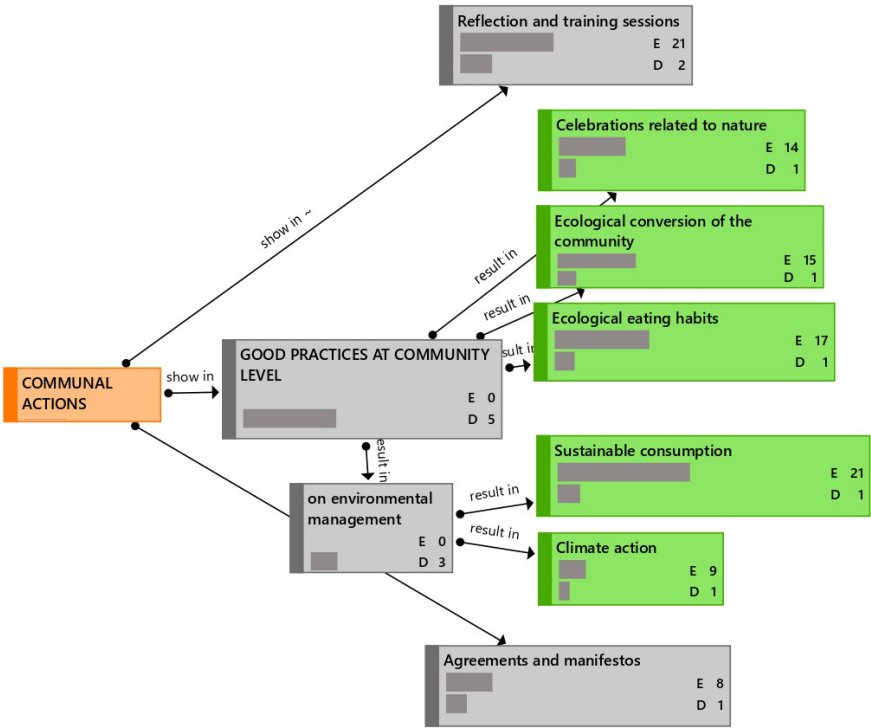 Reflection and training sessions
E 21
D 2
Celebrations related to nature
E 14
D 1
show in ~
result in
Ecological conversion of the
community
E 15
D 1
result in
Ecological eating habits
E 17
D 1
sult in
GOOD PRACTICES AT COMMUNITY
LEVEL
E 0
D 5
show in
COMMUNAL
ACTIONS
esult in
Sustainable consumption
E 21
D 1
result in
on environmental
management
E 0
D 3
result in
Climate action
E 9
D 1
Agreements and manifestos
E 8
D 1